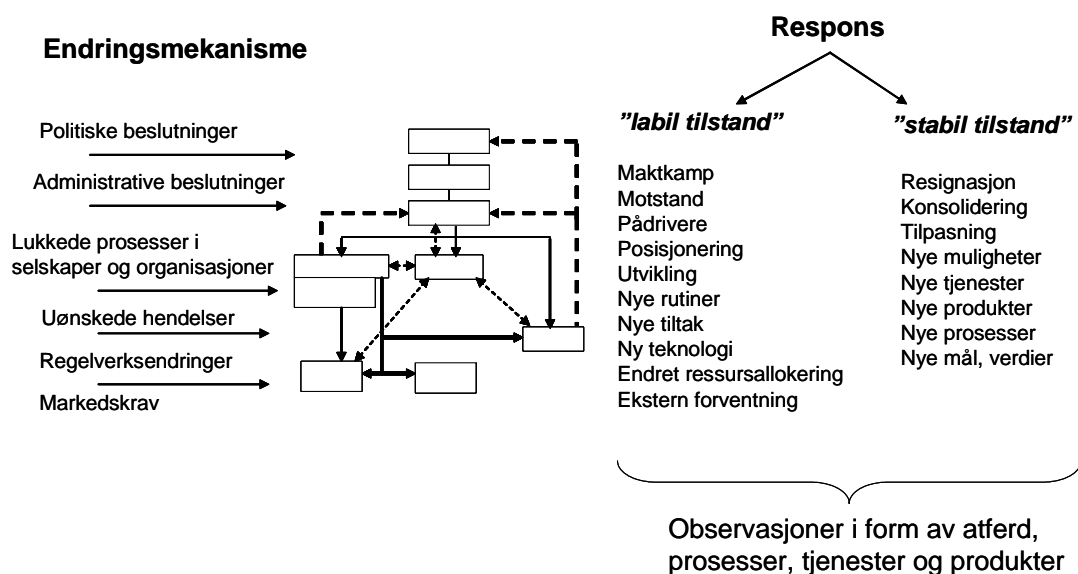 Endringsmekanisme
Politiske beslutninger
Administrative beslutninger
Lukkede prosesser i
selskaper og organisasjoner
Uønskede hendelser
Regelverksendringer
Markedskrav
Respons
”labil tilstand”
Maktkamp
Motstand
Pådrivere
Posisjonering
Utvikling
Nye rutiner
Nye tiltak
Ny teknologi
Endret ressursallokering
Ekstern forventning
”stabil tilstand”
Resignasjon
Konsolidering
Tilpasning
Nye muligheter
Nye tjenester
Nye produkter
Nye prosesser
Nye mål, verdier
Observasjoner i form av atferd,
prosesser, tjenester og produkter